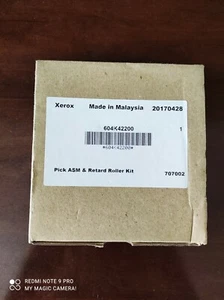 Xerox Made in Malaysia 20170428
604K42200 1
*604K42200*
Pick ASM & Retard Roller Kit 707002
REDMI NOTE 9 PRO
MY MAGIC CAMERA!